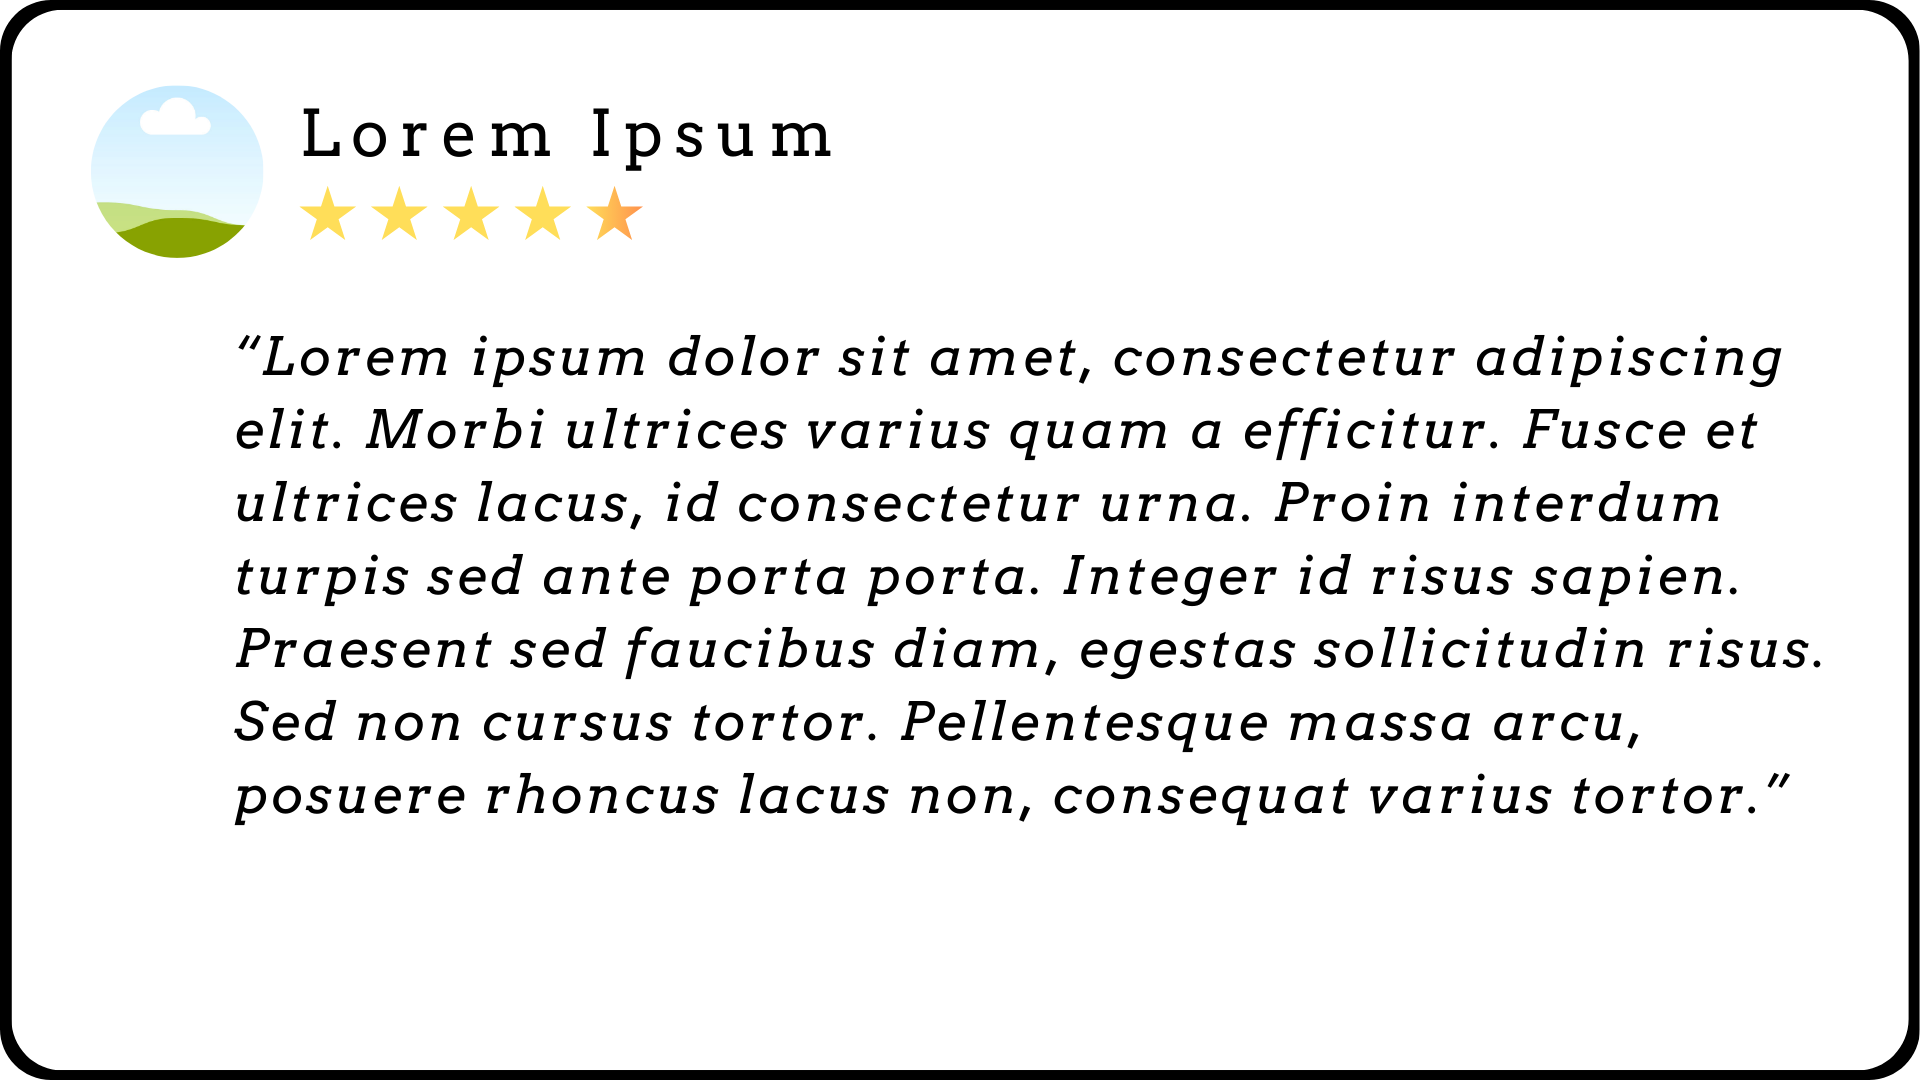 Lorem Ipsum
“Lorem ipsum dolor sit amet, consectetur adipiscing
elit. Morbi ultrices varius quam a efficitur. Fusce et
ultrices lacus, id consectetur urna. Proin interdum
turpis sed ante porta porta. Integer id risus sapien.
Praesent sed faucibus diam, egestas sollicitudin risus.
Sed non cursus tortor. Pellentesque massa arcu,
posuere rhoncus lacus non, consequat varius tortor.”